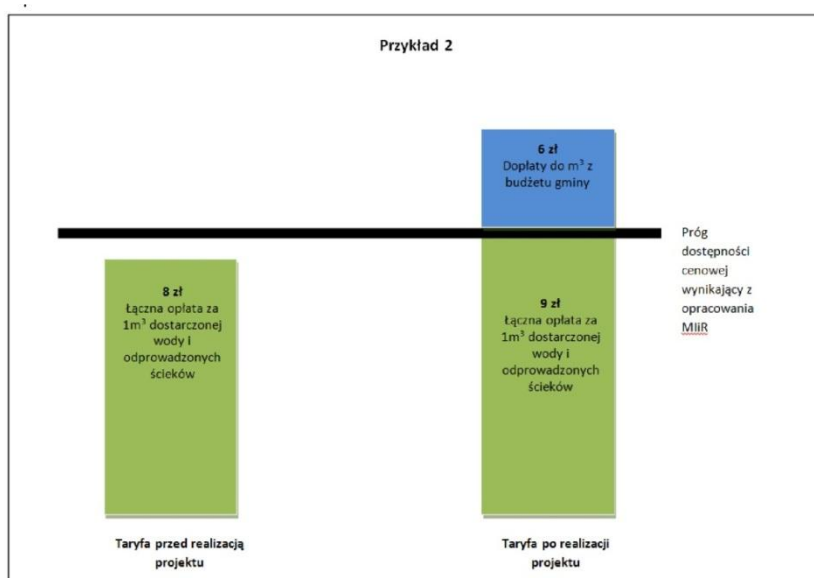 Przykład 2
6 zł
Dopłaty do m³ z
budżetu gminy
Próg
dostępności
cenowej
wynikający z
opracowania
MIiR
8 zł
Łączna opłata za
1m³ dostarczonej
wody i
odprowadzonych
ścieków
9 zł
Łączna opłata za
1m³ dostarczonej
wody i
odprowadzonych
ścieków
Taryfa przed realizacją
projektu
Taryfa po realizacji
projektu